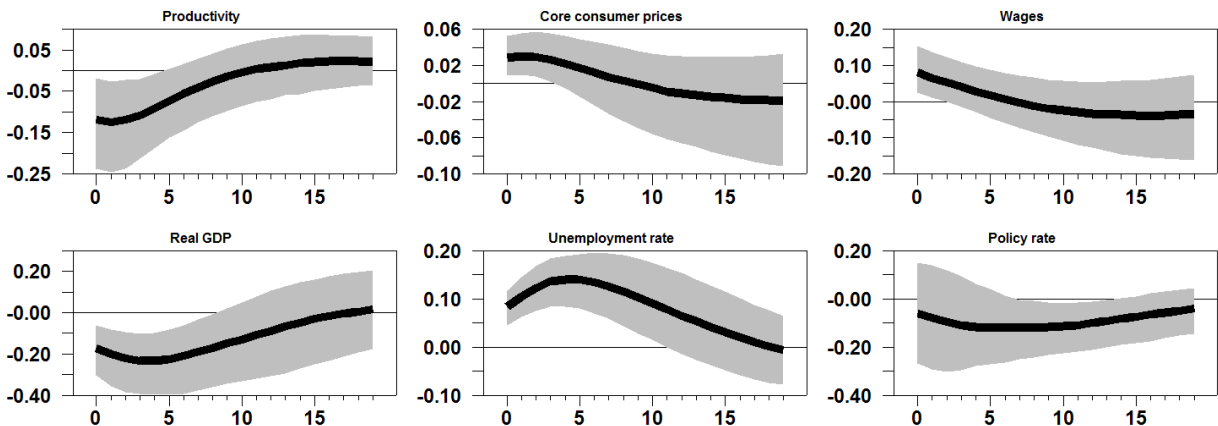 Productivity
0.05
-0.05
-0.15
-0.25
0 5 10 15
Core consumer prices
0.06
0.02
-0.02
-0.06
-0.10
0 5 10 15
Wages
0.20
0.10
-0.00
-0.10
-0.20
0 5 10 15
Real GDP
0.20
-0.00
-0.20
-0.40
0 5 10 15
Unemployment rate
0.20
0.10
0.00
-0.10
0 5 10 15
Policy rate
0.20
-0.00
-0.20
-0.40
0 5 10 15